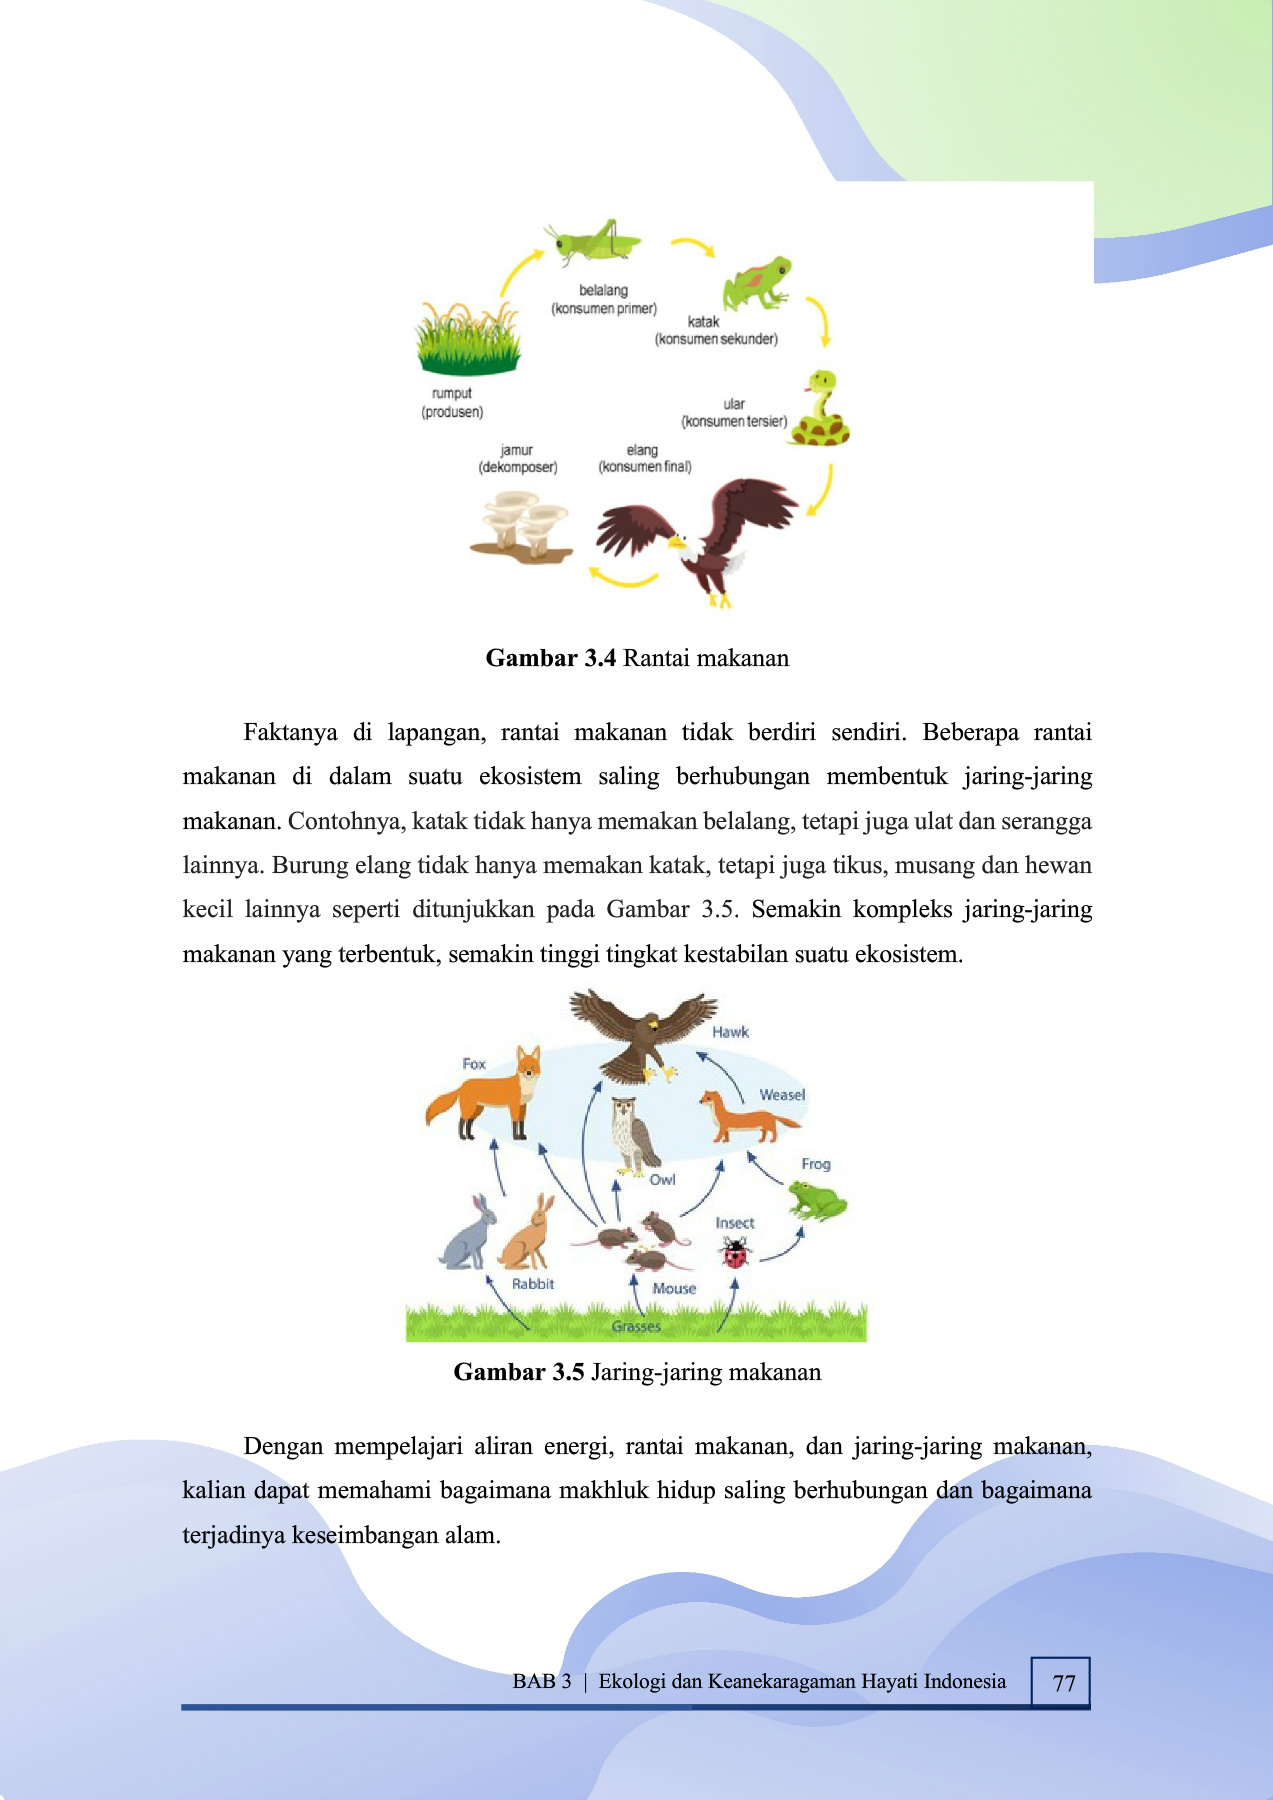 belalang
(konsumen primer)
katak
(konsumen sekunder)
rumput
(produsen)
ular
(konsumen tersier)
jamur
(dekomposer)
elang
(konsumen final)
Gambar 3.4 Rantai makanan
Faktanya di lapangan, rantai makanan tidak berdiri sendiri. Beberapa rantai
makanan di dalam suatu ekosistem saling berhubungan membentuk jaring-jaring
makanan. Contohnya, katak tidak hanya memakan belalang, tetapi juga ulat dan serangga
lainnya. Burung elang tidak hanya memakan katak, tetapi juga tikus, musang dan hewan
kecil lainnya seperti ditunjukkan pada Gambar 3.5. Semakin kompleks jaring-jaring
makanan yang terbentuk, semakin tinggi tingkat kestabilan suatu ekosistem.
Hawk
Fox
Weasel
Frog
Owl
Insect
Rabbit
Mouse
Grasses
Gambar 3.5 Jaring-jaring makanan
Dengan mempelajari aliran energi, rantai makanan, dan jaring-jaring makanan,
kalian dapat memahami bagaimana makhluk hidup saling berhubungan dan bagaimana
terjadinya keseimbangan alam.
BAB 3 | Ekologi dan Keanekaragaman Hayati Indonesia 77